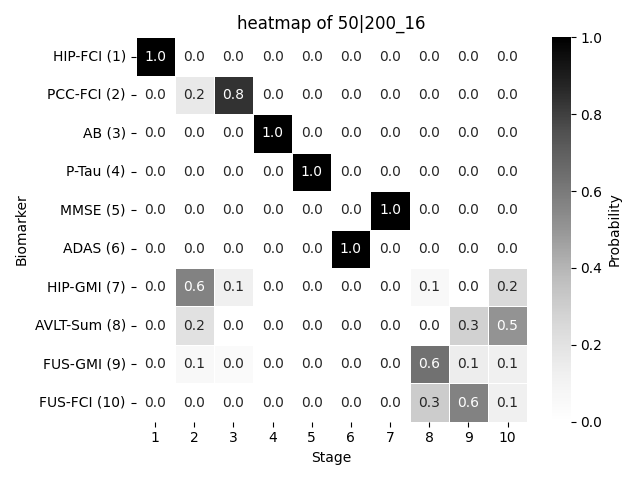 heatmap of 50|200_16
HIP-FCI (1) 1.0 0.0 0.0 0.0 0.0 0.0 0.0 0.0 0.0 0.0
PCC-FCI (2) 0.0 0.2 0.8 0.0 0.0 0.0 0.0 0.0 0.0 0.0
AB (3) 0.0 0.0 0.0 1.0 0.0 0.0 0.0 0.0 0.0 0.0
P-Tau (4) 0.0 0.0 0.0 0.0 1.0 0.0 0.0 0.0 0.0 0.0
MMSE (5) 0.0 0.0 0.0 0.0 0.0 0.0 1.0 0.0 0.0 0.0
ADAS (6) 0.0 0.0 0.0 0.0 0.0 1.0 0.0 0.0 0.0 0.0
HIP-GMI (7) 0.0 0.6 0.1 0.0 0.0 0.0 0.0 0.1 0.0 0.2
AVLT-Sum (8) 0.0 0.2 0.0 0.0 0.0 0.0 0.0 0.0 0.3 0.5
FUS-GMI (9) 0.0 0.1 0.0 0.0 0.0 0.0 0.0 0.6 0.1 0.1
FUS-FCI (10) 0.0 0.0 0.0 0.0 0.0 0.0 0.0 0.3 0.6 0.1
1 2 3 4 5 6 7 8 9 10
Stage
Biomarker
1.0
0.8
0.6
0.4
0.2
0.0
Probability